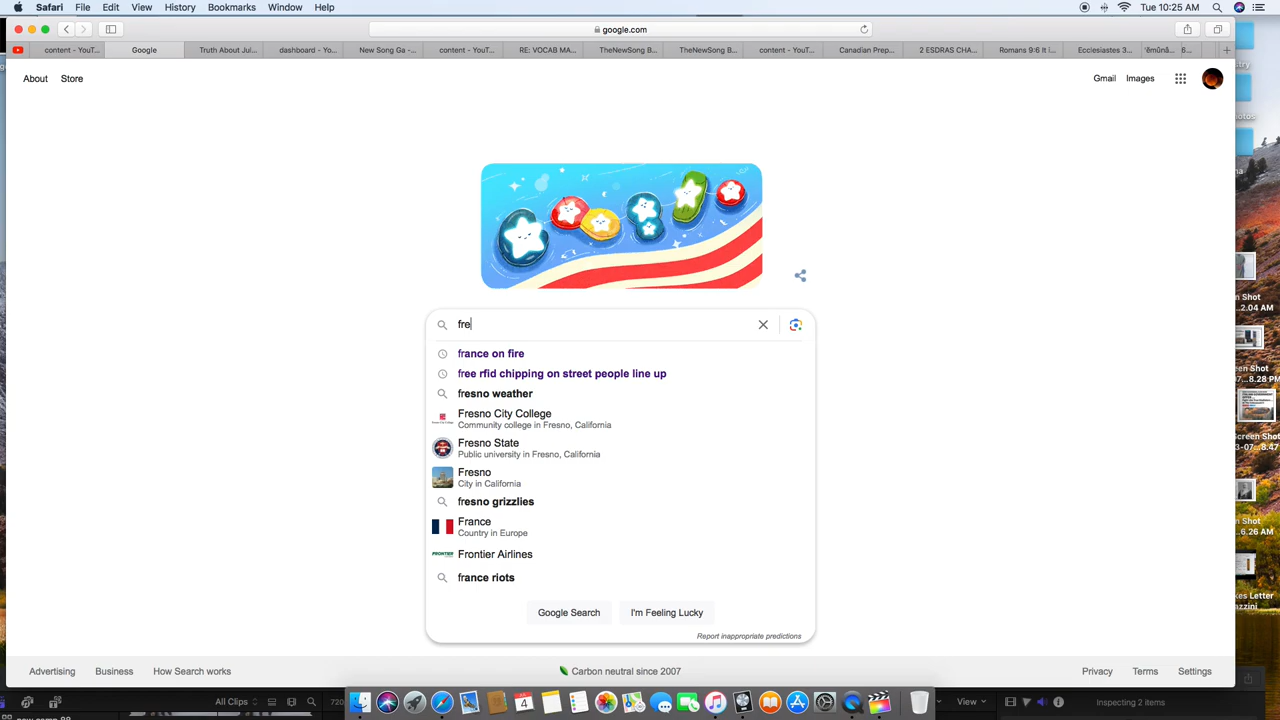 Safari File Edit View History Bookmarks Window Help
Tue 10:25 AM
google.com
content - YouT...
Google
Truth About Jui...
dashboard - Yo...
New Song Ga -...
content - YouT...
RE: VOCAB MA...
TheNewSong B...
TheNewSong B...
content - YouT...
Canadian Prep...
2 ESDRAS CHA...
Romans 9:6 It i...
Ecclesiastes 3...
'ĕmûnâ...
6...
About Store
Gmail Images
fre
france on fire
free rfid chipping on street people line up
fresno weather
Fresno City College
Community college in Fresno, California
Fresno State
Public university in Fresno, California
Fresno
City in California
fresno grizzlies
France
Country in Europe
Frontier Airlines
france riots
Google Search I'm Feeling Lucky
Report inappropriate predictions
Advertising Business How Search works
Carbon neutral since 2007
Privacy Terms Settings
All Clips
720
4
View
Inspecting 2 items